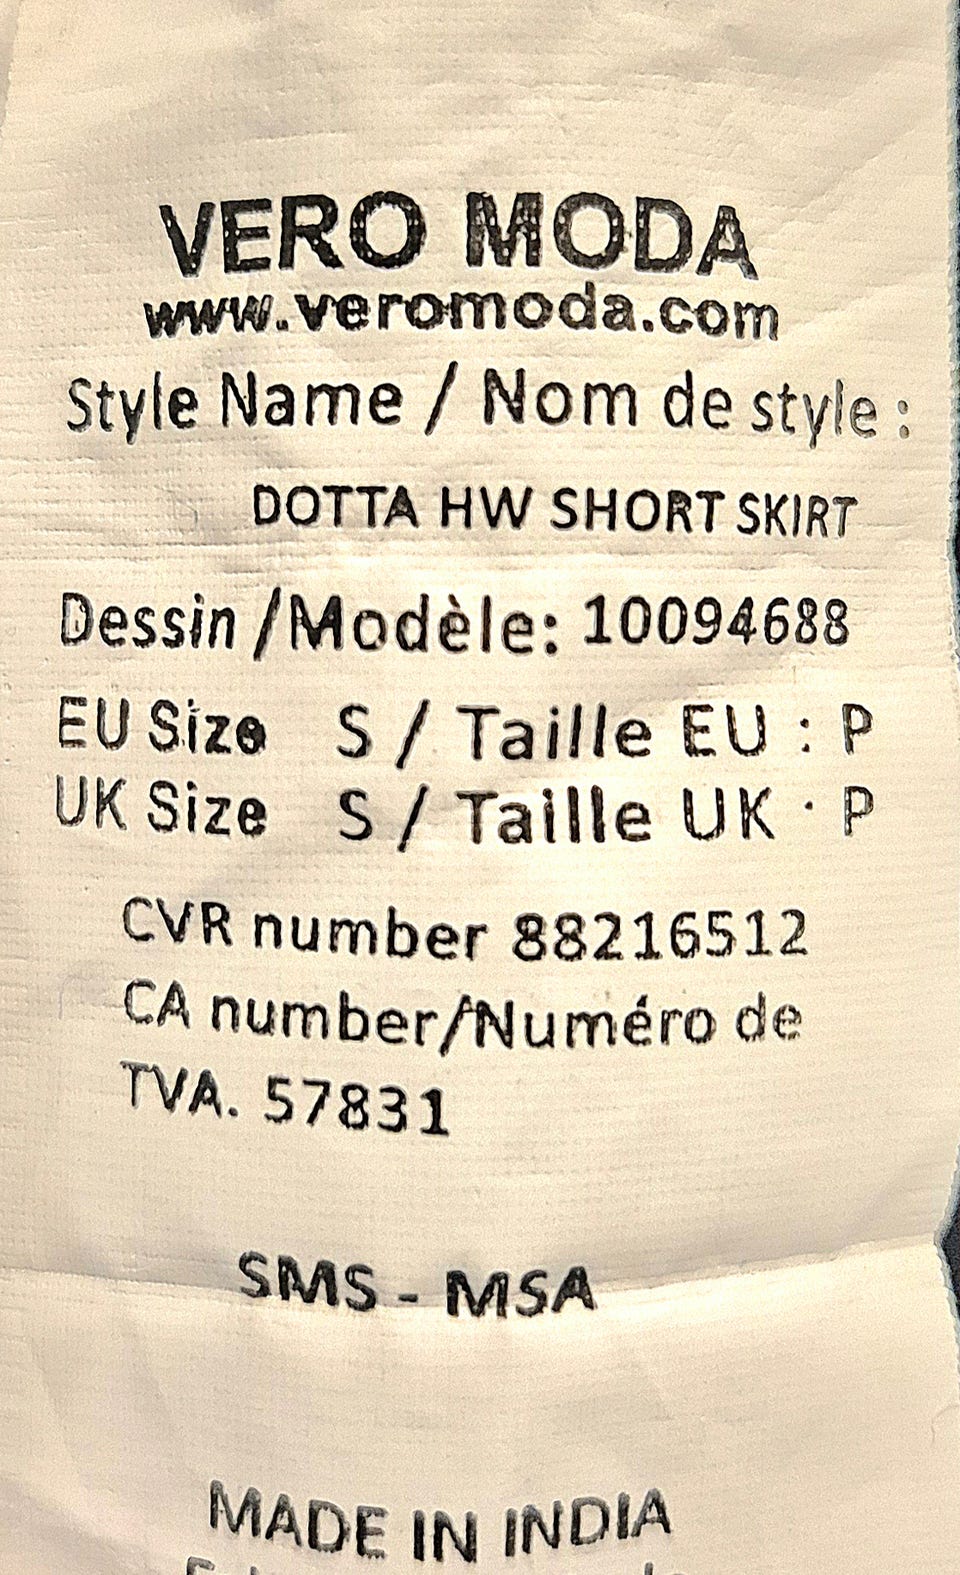 VERO MODA
www.veromoda.com
Style Name / Nom de style :
DOTTA HW SHORT SKIRT
Dessin /Modèle: 10094688
EU Size S / Taille EU : P
UK Size S / Taille UK : P
CVR number 88216512
CA number/Numéro de
TVA. 57831
SMS - MSA
MADE IN INDIA